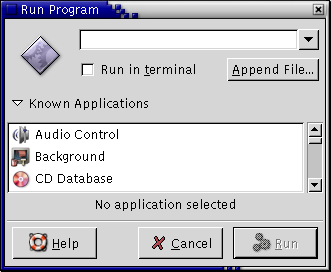 Run Program
Run in terminal
Append File...
Known Applications
Audio Control
Background
CD Database
No application selected
Help
Cancel
Run